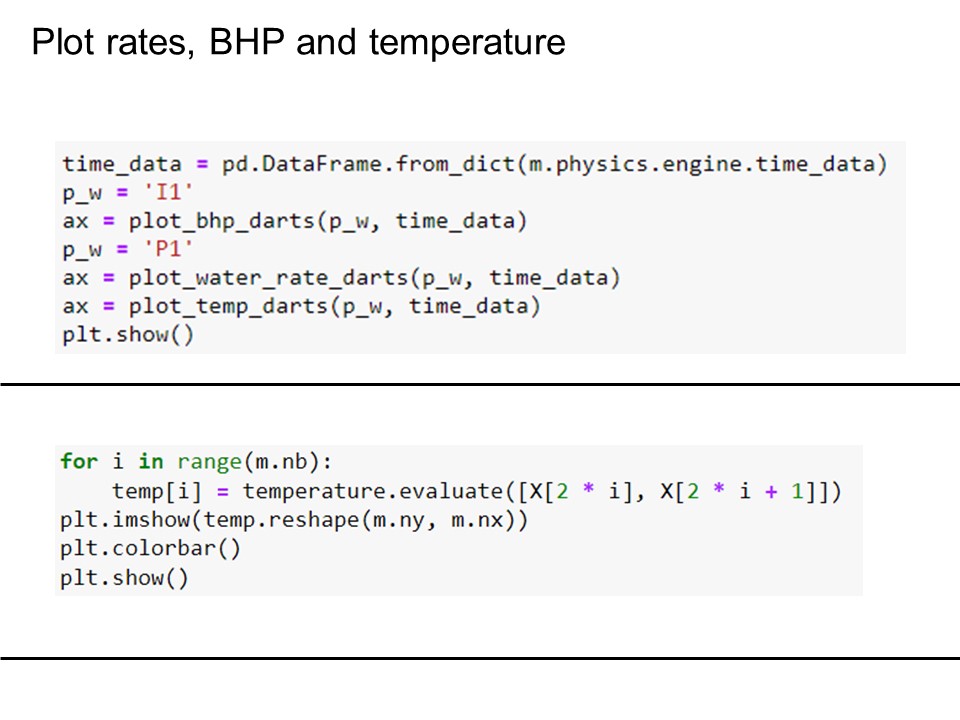 Plot rates, BHP and temperature
time_data = pd.DataFrame.from_dict(m.physics.engine.time_data)
p_w = 'I1'
ax = plot_bhp_darts(p_w, time_data)
p_w = 'P1'
ax = plot_water_rate_darts(p_w, time_data)
ax = plot_temp_darts(p_w, time_data)
plt.show()
for i in range(m.nb):
    temp[i] = temperature.evaluate([X[2 * i], X[2 * i + 1]])
plt.imshow(temp.reshape(m.ny, m.nx))
plt.colorbar()
plt.show()